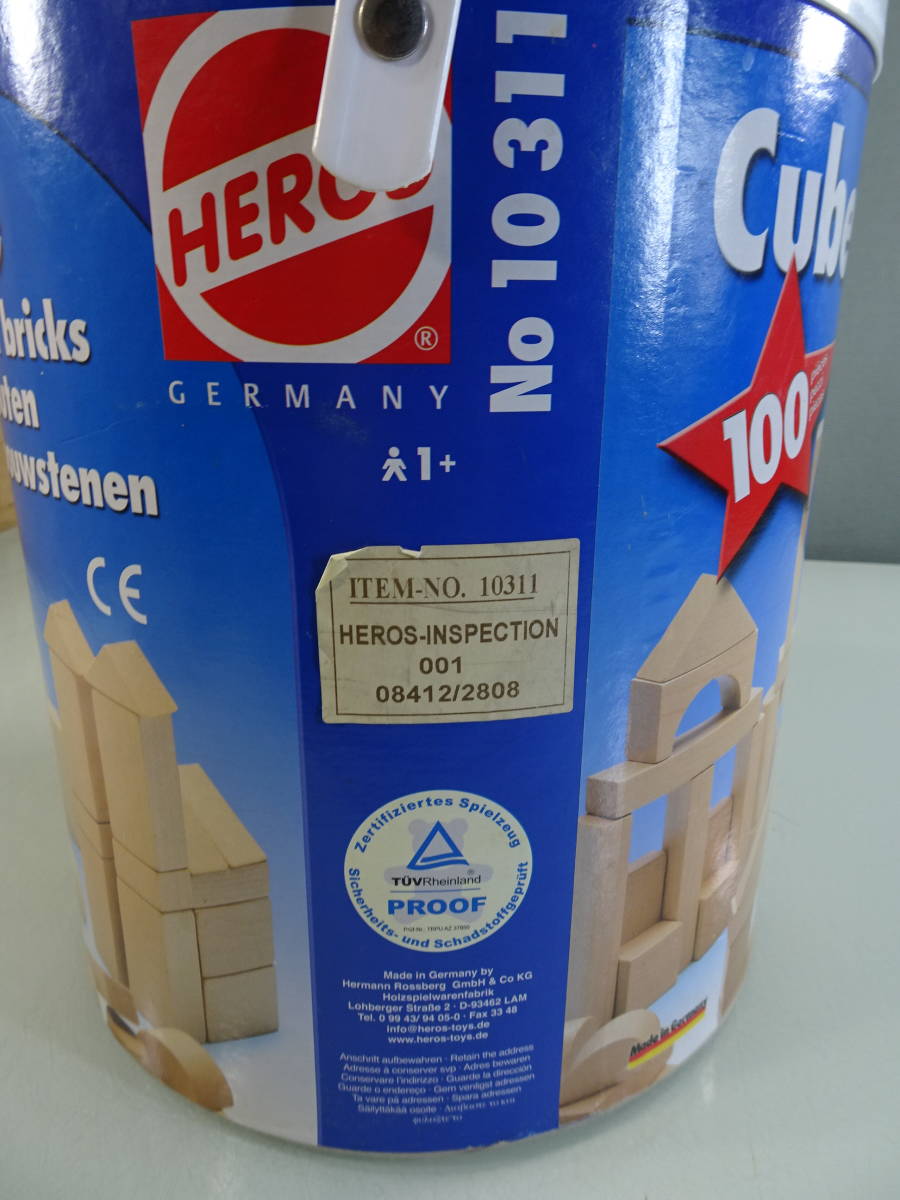 HEROS
®
GERMANY
No 10 311
1+
bricks
uwstenen
CE
Cube
100
ITEM-NO. 10311
HEROS-INSPECTION
001
08412/2808
Zertifiziertes Spielzeug
TÜVRheinland ®
PROOF
Sicherheits- und Schadstoffgeprüft
Made in Germany by
Hermann Rossberg GmbH & Co KG
Holzspielwarenfabrik
Lohberger Straße 2 · D-93462 LAM
Tel. 0 99 43/ 94 05-0 · Fax 33 48
info@heros-toys.de
www.heros-toys.de
Anschrift aufbewahren · Retain the address
Adresse à conserver svp · Adres bewaren
Conservare l'indirizzo · Guarde la dirección
Guarde o endereço · Gem venligst adressen
Ta vare på adressen · Spara adressen
Säilyttäkää osoite
Made in Germany